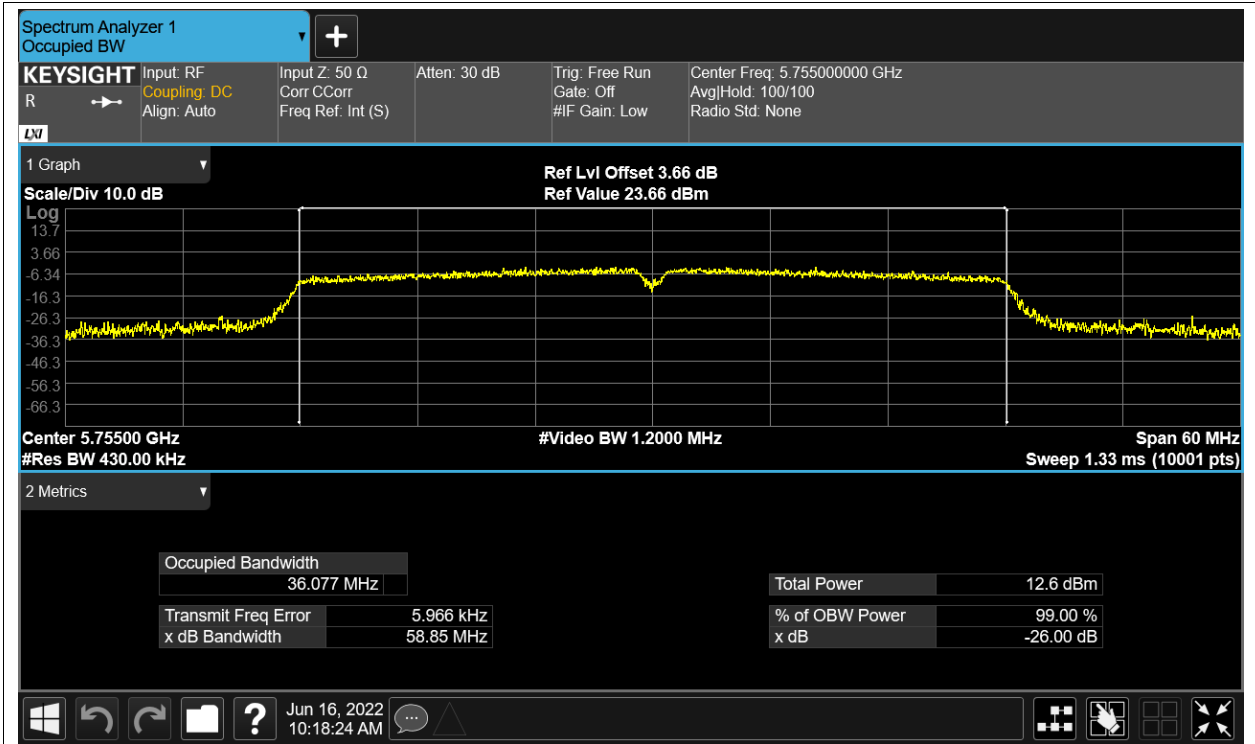 Spectrum Analyzer 1
Occupied BW
KEYSIGHT
R
LXI
Input: RF
Coupling: DC
Align: Auto
Input Z: 50 Ω
Corr CCorr
Freq Ref: Int (S)
Atten: 30 dB
Trig: Free Run
Gate: Off
#IF Gain: Low
Center Freq: 5.755000000 GHz
Avg|Hold: 100/100
Radio Std: None
1 Graph
Scale/Div 10.0 dB
Ref Lvl Offset 3.66 dB
Ref Value 23.66 dBm
Log
13.7
3.66
-6.34
-16.3
-26.3
-36.3
-46.3
-56.3
-66.3
Center 5.75500 GHz
#Video BW 1.2000 MHz
Span 60 MHz
#Res BW 430.00 kHz
Sweep 1.33 ms (10001 pts)
2 Metrics
Occupied Bandwidth
36.077 MHz
Transmit Freq Error 5.966 kHz
x dB Bandwidth 58.85 MHz
Total Power 12.6 dBm
% of OBW Power 99.00 %
x dB -26.00 dB
?
Jun 16, 2022
10:18:24 AM